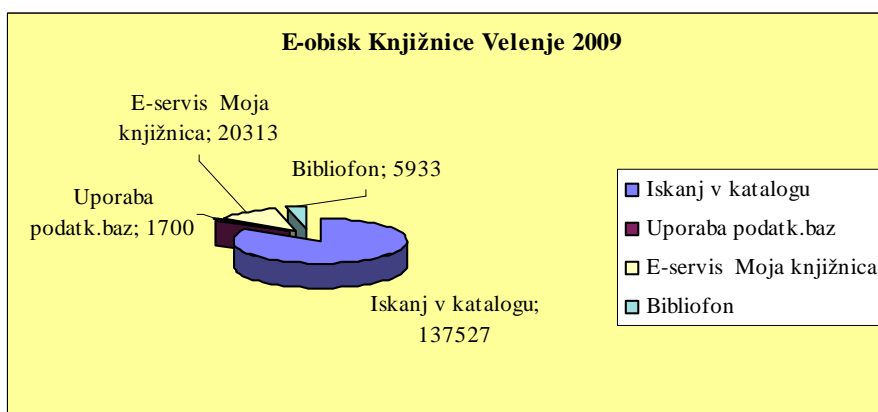 E-obisk Knjižnice Velenje 2009
E-servis Moja
knjižnica; 20313
Bibliofon; 5933
Uporaba
podatk.baz; 1700
Iskanj v katalogu;
137527
Iskanj v katalogu
Uporaba podatk.baz
E-servis Moja knjižnica
Bibliofon